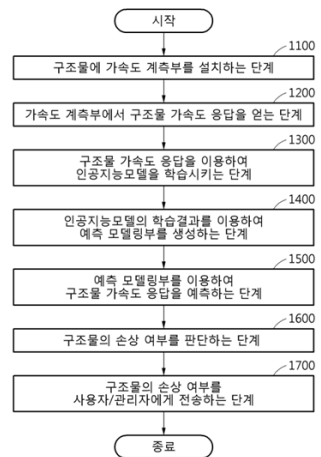 시작
1100
구조물에 가속도 계측부를 설치하는 단계
1200
가속도 계측부에서 구조물 가속도 응답을 얻는 단계
1300
구조물 가속도 응답을 이용하여
인공지능모델을 학습시키는 단계
1400
인공지능모델의 학습결과를 이용하여
예측 모델링부를 생성하는 단계
1500
예측 모델링부를 이용하여
구조물 가속도 응답을 예측하는 단계
1600
구조물의 손상 여부를 판단하는 단계
1700
구조물의 손상 여부를
사용자/관리자에게 전송하는 단계
종료